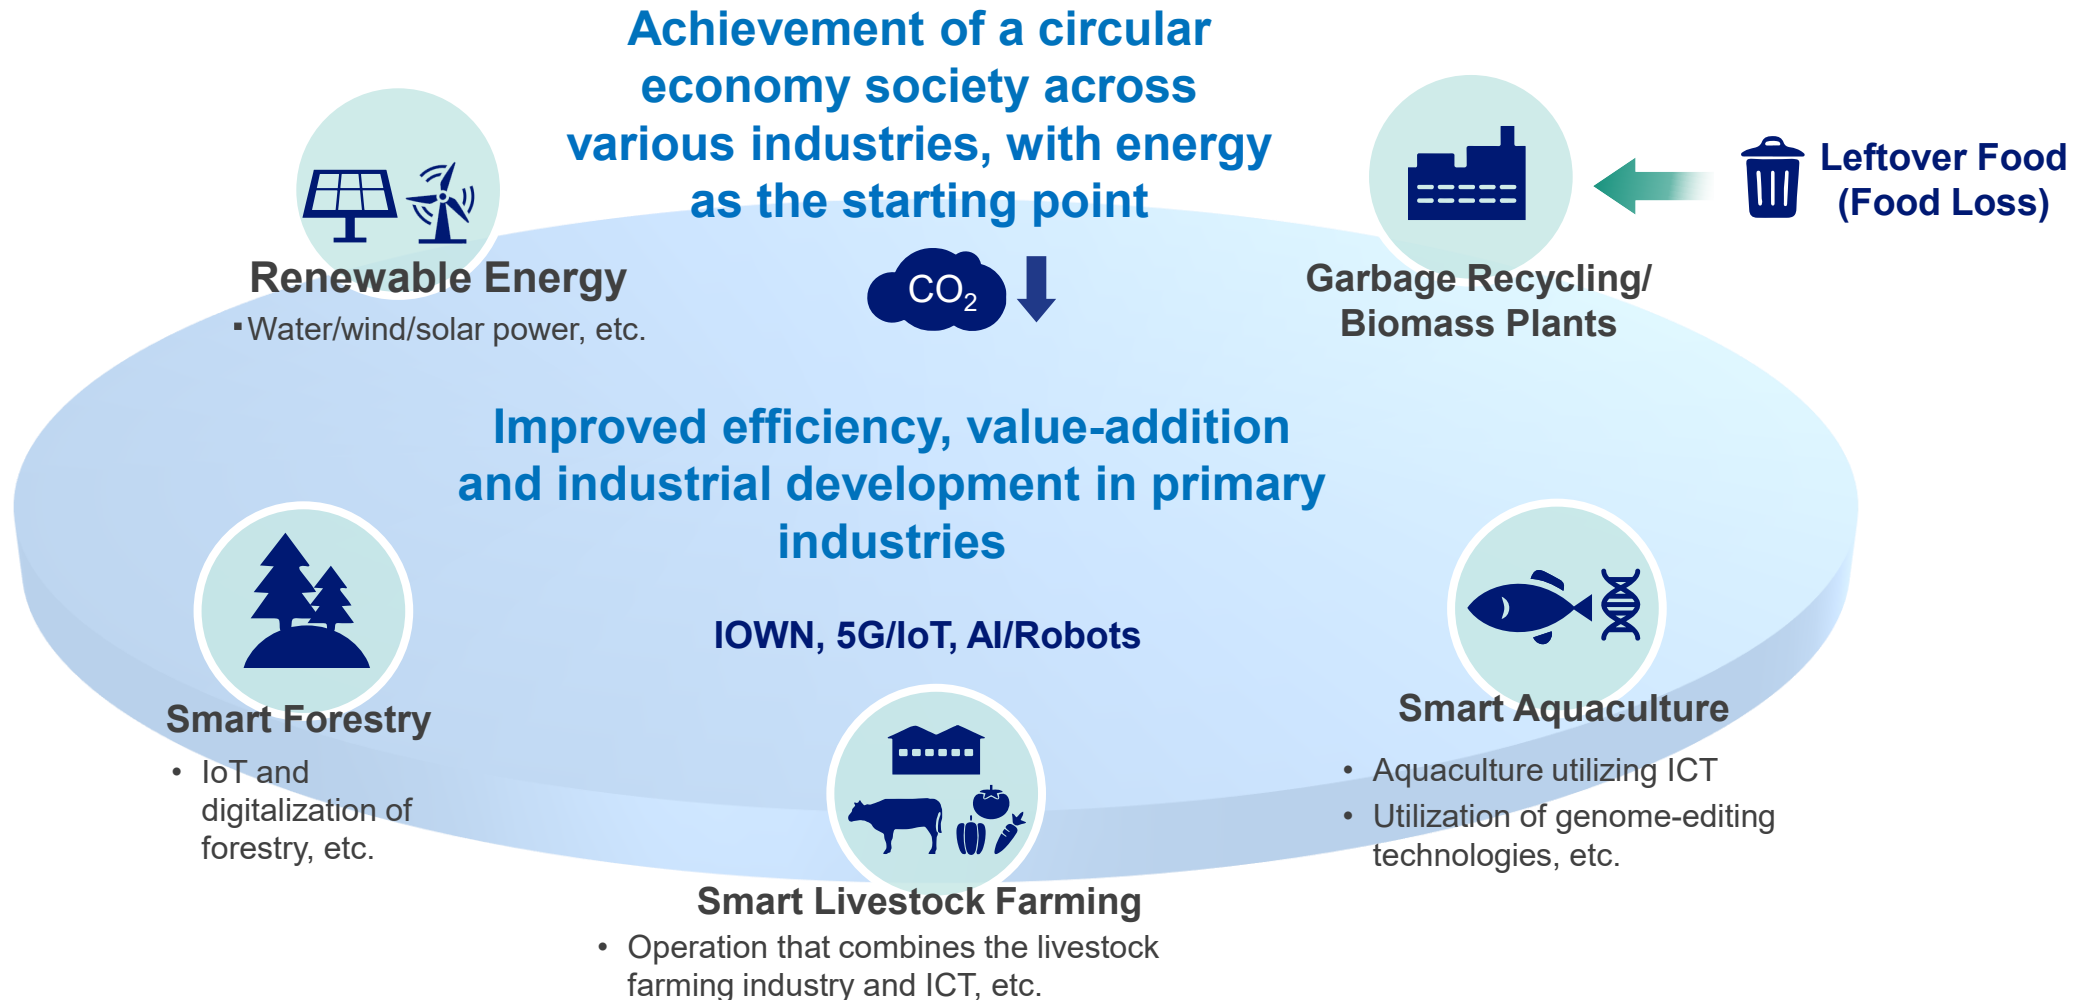 Achievement of a circular
economy society across
various industries, with energy
as the starting point
Leftover Food
(Food Loss)
Renewable Energy
▪Water/wind/solar power, etc.
CO₂
Garbage Recycling/
Biomass Plants
Improved efficiency, value-addition
and industrial development in primary
industries
IOWN, 5G/IoT, AI/Robots
Smart Forestry
• IoT and
digitalization of
forestry, etc.
Smart Aquaculture
• Aquaculture utilizing ICT
• Utilization of genome-editing
technologies, etc.
Smart Livestock Farming
• Operation that combines the livestock
farming industry and ICT, etc.